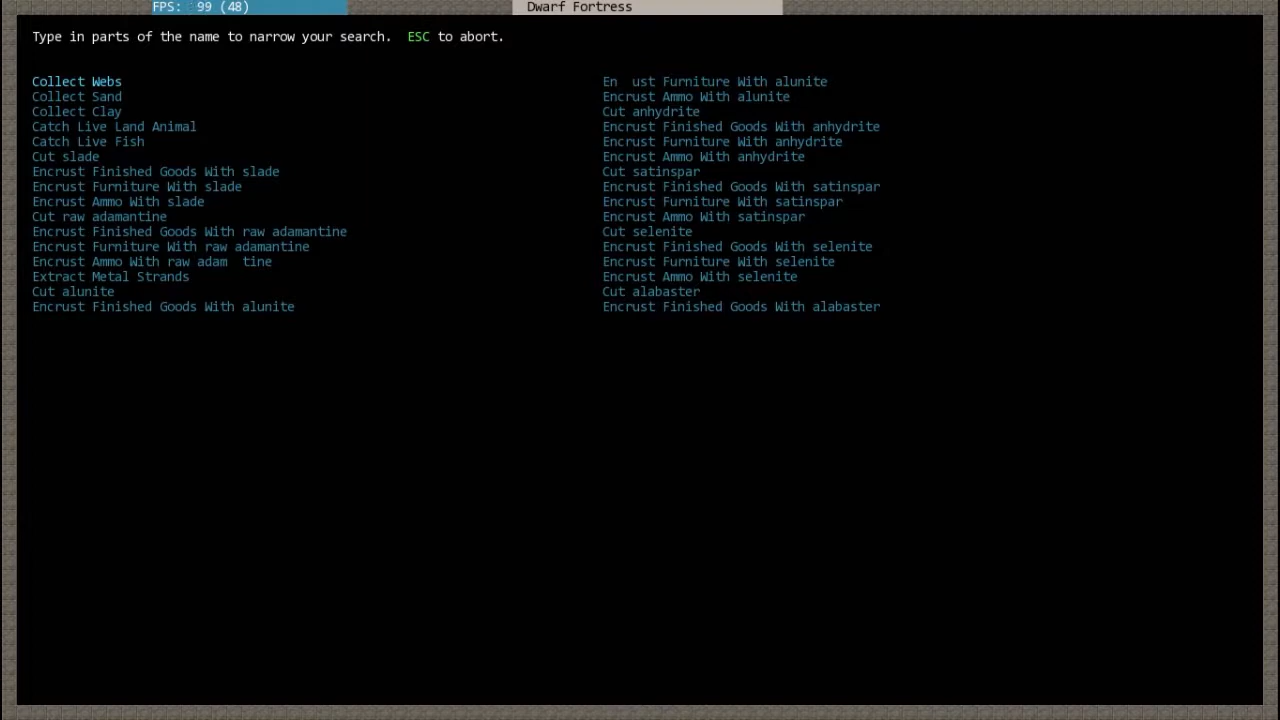 FPS: 99 (48)
Dwarf Fortress
Type in parts of the name to narrow your search. ESC to abort.
Collect Webs
Collect Sand
Collect Clay
Catch Live Land Animal
Catch Live Fish
Cut slade
Encrust Finished Goods With slade
Encrust Furniture With slade
Encrust Ammo With slade
Cut raw adamantine
Encrust Finished Goods With raw adamantine
Encrust Furniture With raw adamantine
Encrust Ammo With raw adam  tine
Extract Metal Strands
Cut alunite
Encrust Finished Goods With alunite
En  ust Furniture With alunite
Encrust Ammo With alunite
Cut anhydrite
Encrust Finished Goods With anhydrite
Encrust Furniture With anhydrite
Encrust Ammo With anhydrite
Cut satinspar
Encrust Finished Goods With satinspar
Encrust Furniture With satinspar
Encrust Ammo With satinspar
Cut selenite
Encrust Finished Goods With selenite
Encrust Furniture With selenite
Encrust Ammo With selenite
Cut alabaster
Encrust Finished Goods With alabaster